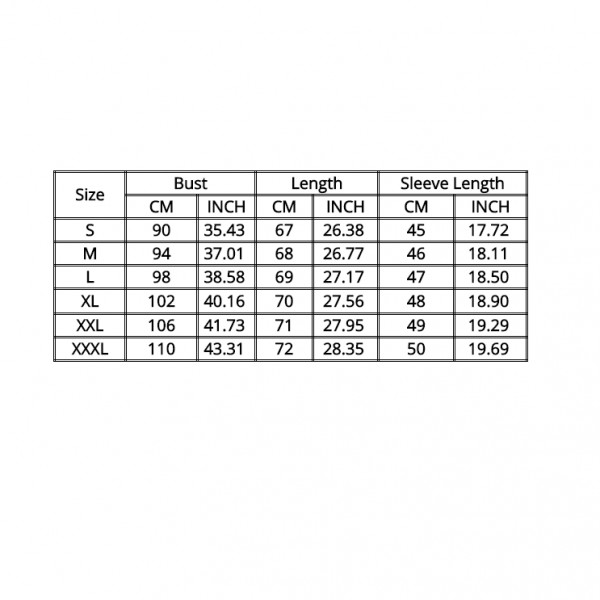 Size Bust Length Sleeve Length
CM INCH CM INCH CM INCH
S 90 35.43 67 26.38 45 17.72
M 94 37.01 68 26.77 46 18.11
L 98 38.58 69 27.17 47 18.50
XL 102 40.16 70 27.56 48 18.90
XXL 106 41.73 71 27.95 49 19.29
XXXL 110 43.31 72 28.35 50 19.69